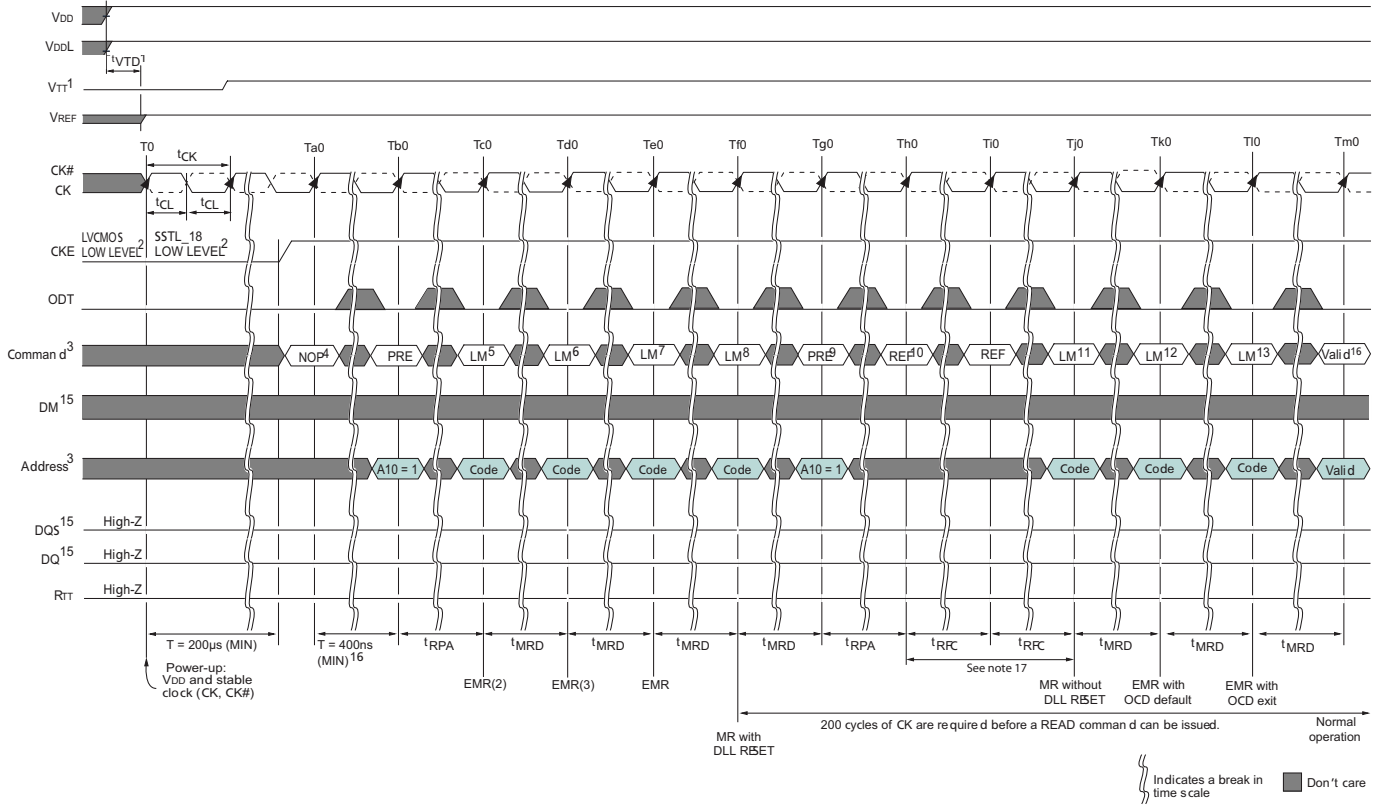 VDD
VDDL
tVTD1
VTT1
VREF
T0 Ta0 Tb0 Tc0 Td0 Te0 Tf0 Tg0 Th0 Ti0 Tj0 Tk0 Tl0 Tm0
tCK
CK#
CK
tCL tCL
LVCMOS LOW LEVEL2
SSTL_18 LOW LEVEL2
CKE
ODT
Command3
NOP4 PRE LM5 LM6 LM7 LM8 PRE9 REF10 REF LM11 LM12 LM13 Valid16
DM15
Address3
A10 = 1 Code Code Code Code A10 = 1 Code Code Code Valid
DQS15 High-Z
DQ15 High-Z
RTT High-Z
T = 200µs (MIN)
T = 400ns (MIN)16
tRPA tMRD tMRD tMRD tMRD tRPA tRFC tRFC tMRD tMRD tMRD
See note 17
Power-up:
VDD and stable
clock (CK, CK#)
EMR(2) EMR(3) EMR
MR with
DLL RESET
MR without
DLL RESET
EMR with
OCD default
EMR with
OCD exit
200 cycles of CK are required before a READ command can be issued.
Normal
operation
Indicates a break in
time scale
Don't care